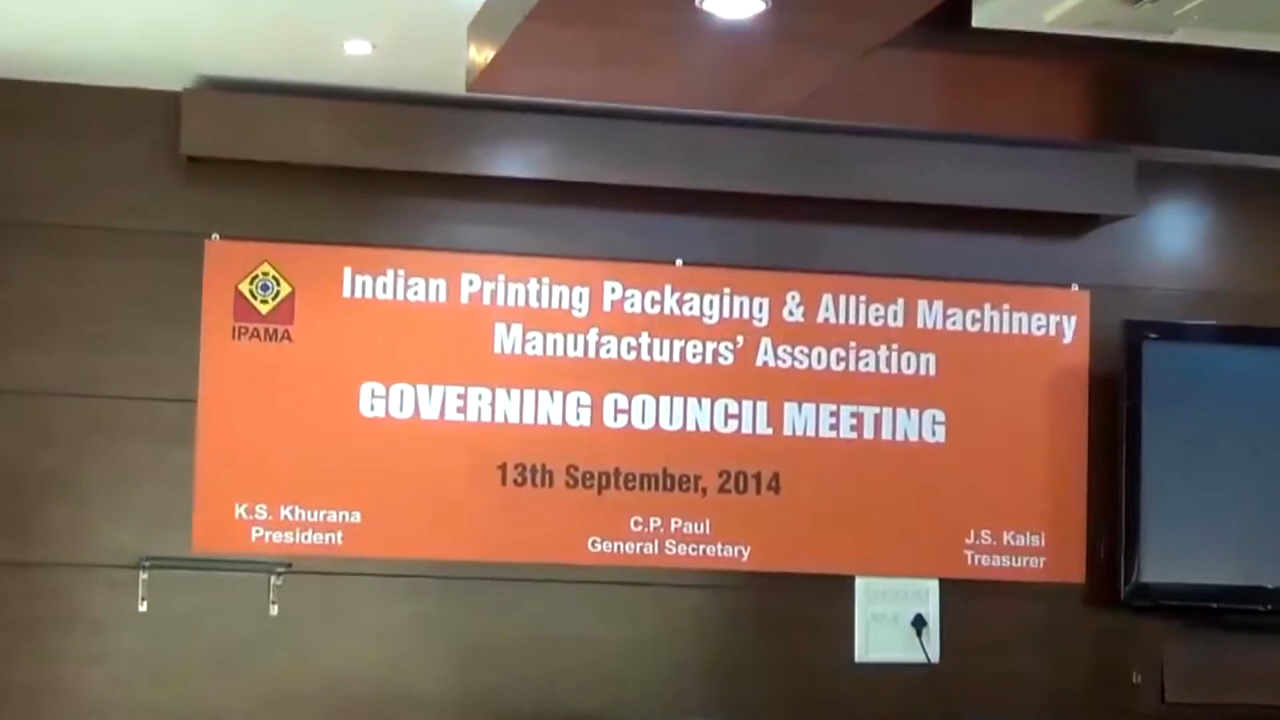 IPAMA
Indian Printing Packaging & Allied Machinery
Manufacturers' Association
GOVERNING COUNCIL MEETING
13th September, 2014
K.S. Khurana
President
C.P. Paul
General Secretary
J.S. Kalsi
Treasurer